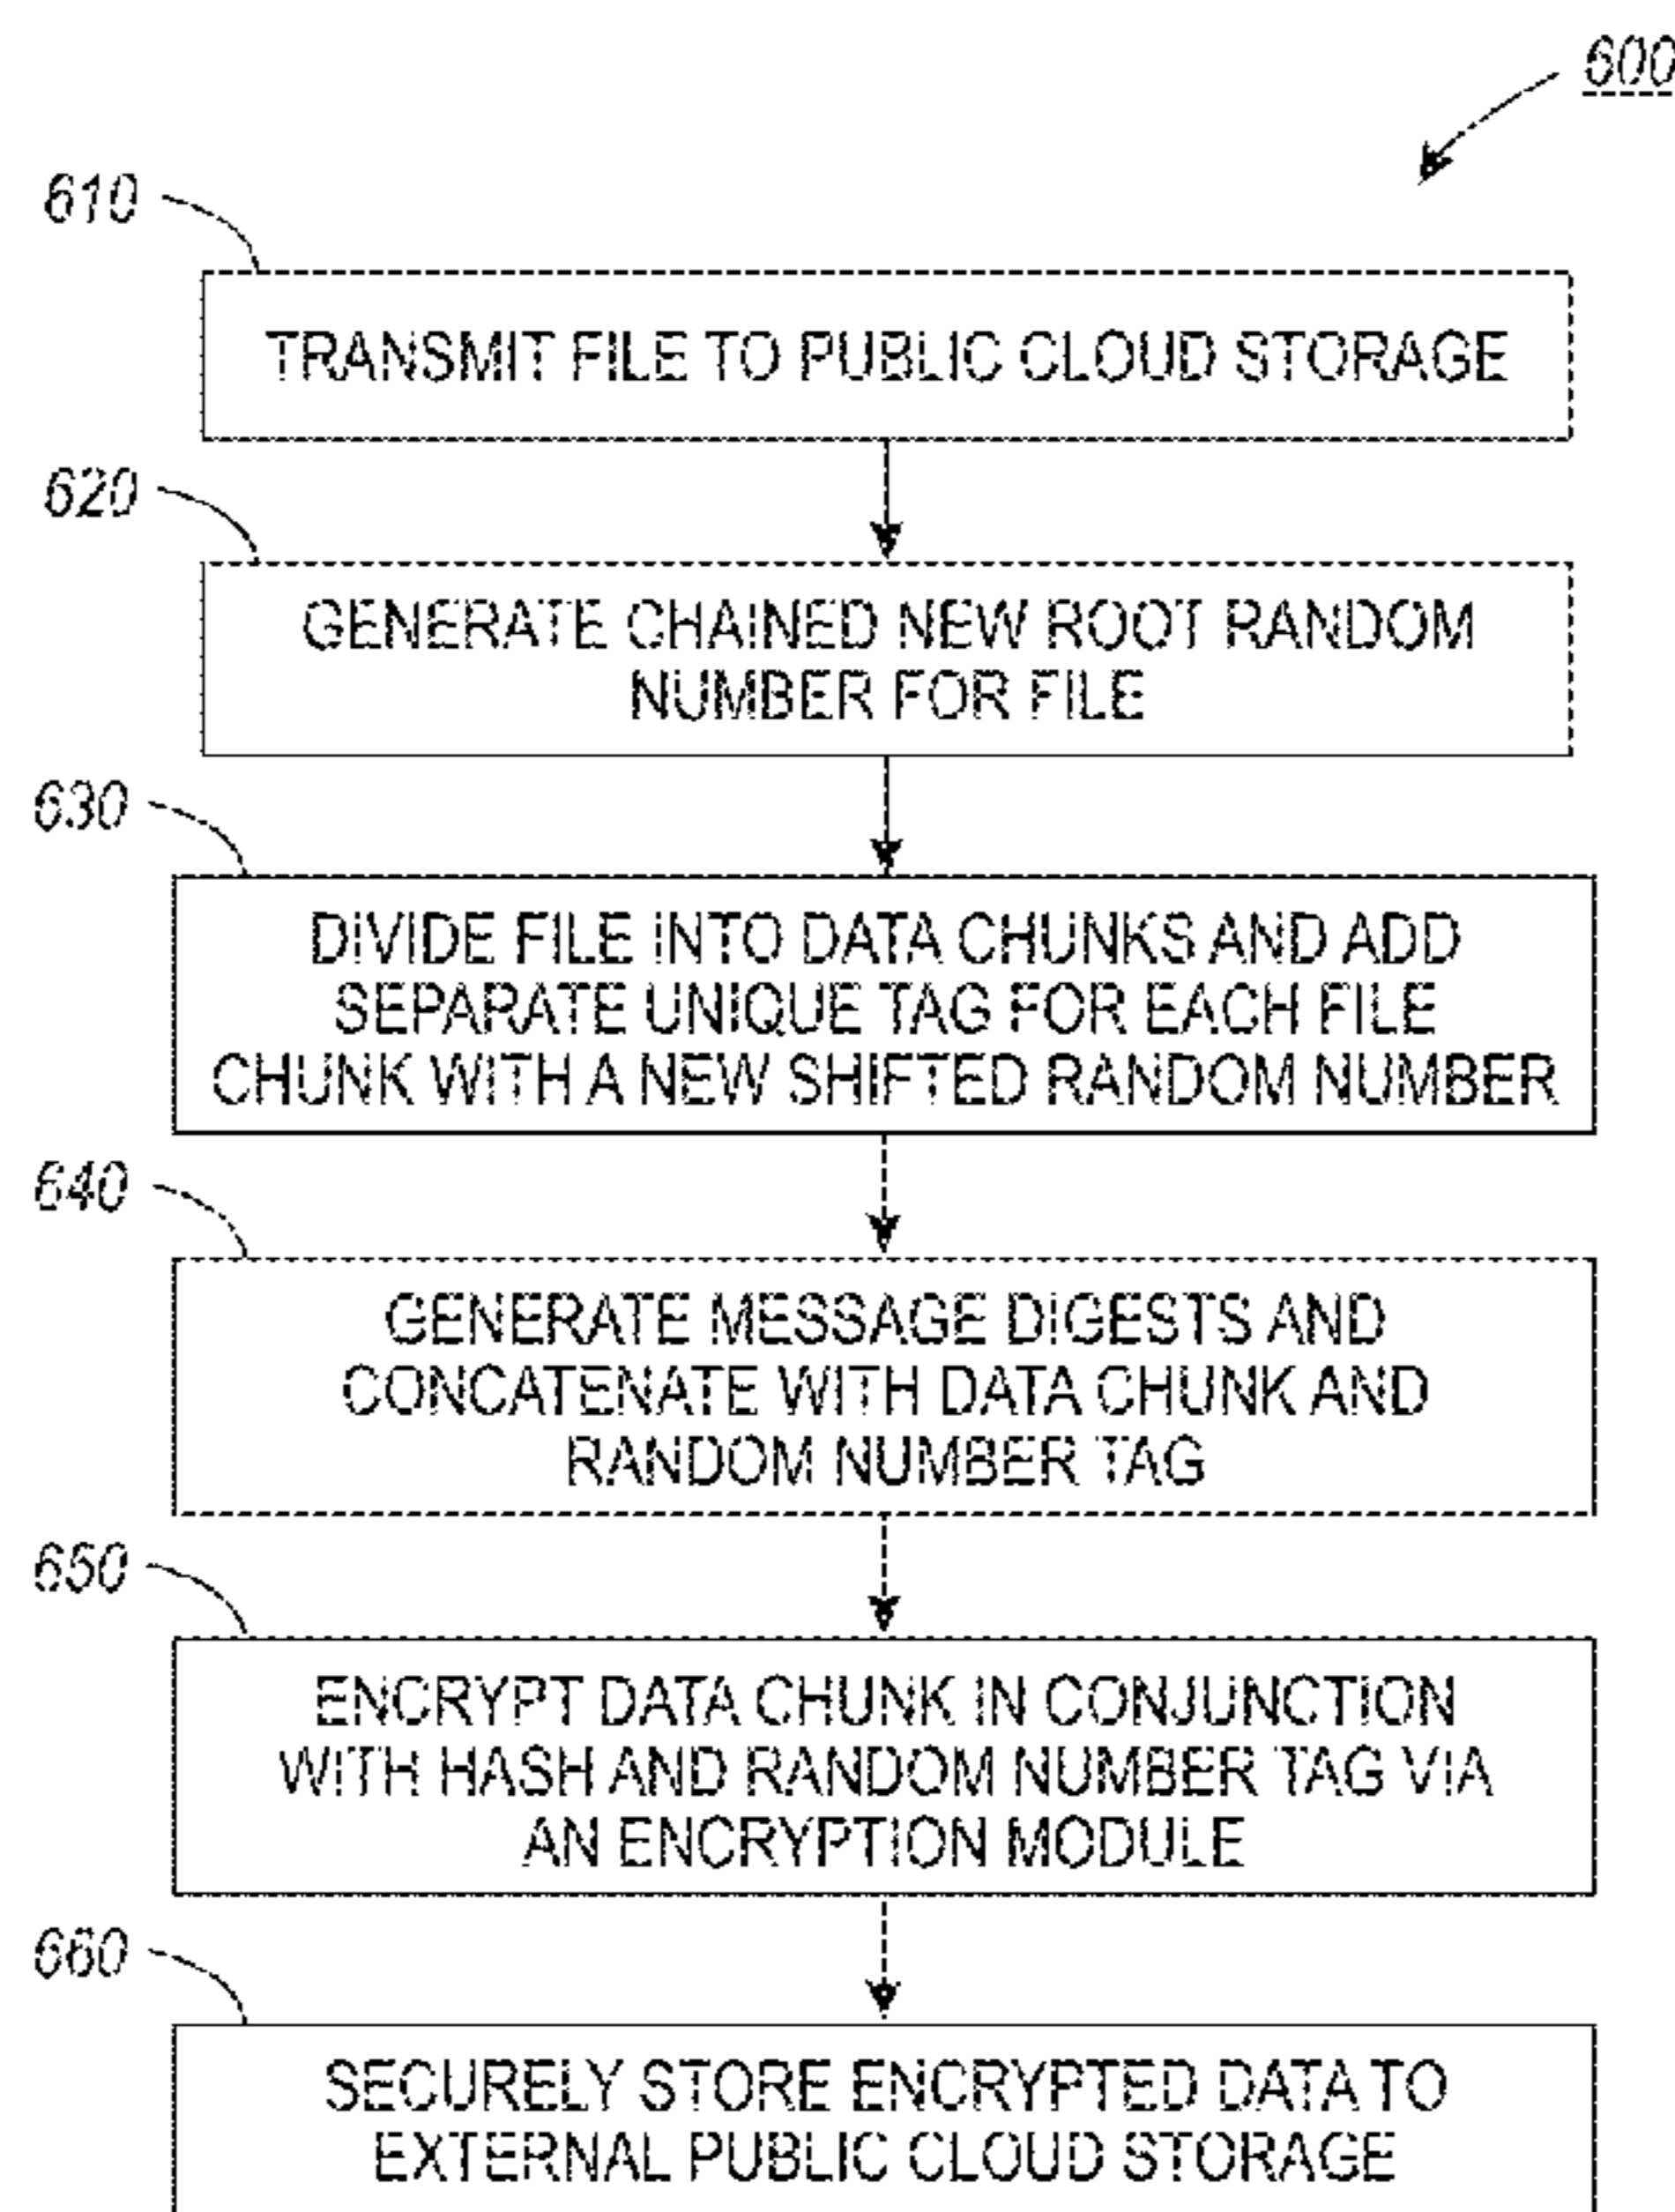 600
610
TRANSMIT FILE TO PUBLIC CLOUD STORAGE
620
GENERATE CHAINED NEW ROOT RANDOM
NUMBER FOR FILE
630
DIVIDE FILE INTO DATA CHUNKS AND ADD
SEPARATE UNIQUE TAG FOR EACH FILE
CHUNK WITH A NEW SHIFTED RANDOM NUMBER
640
GENERATE MESSAGE DIGESTS AND
CONCATENATE WITH DATA CHUNK AND
RANDOM NUMBER TAG
650
ENCRYPT DATA CHUNK IN CONJUNCTION
WITH HASH AND RANDOM NUMBER TAG VIA
AN ENCRYPTION MODULE
660
SECURELY STORE ENCRYPTED DATA TO
EXTERNAL PUBLIC CLOUD STORAGE